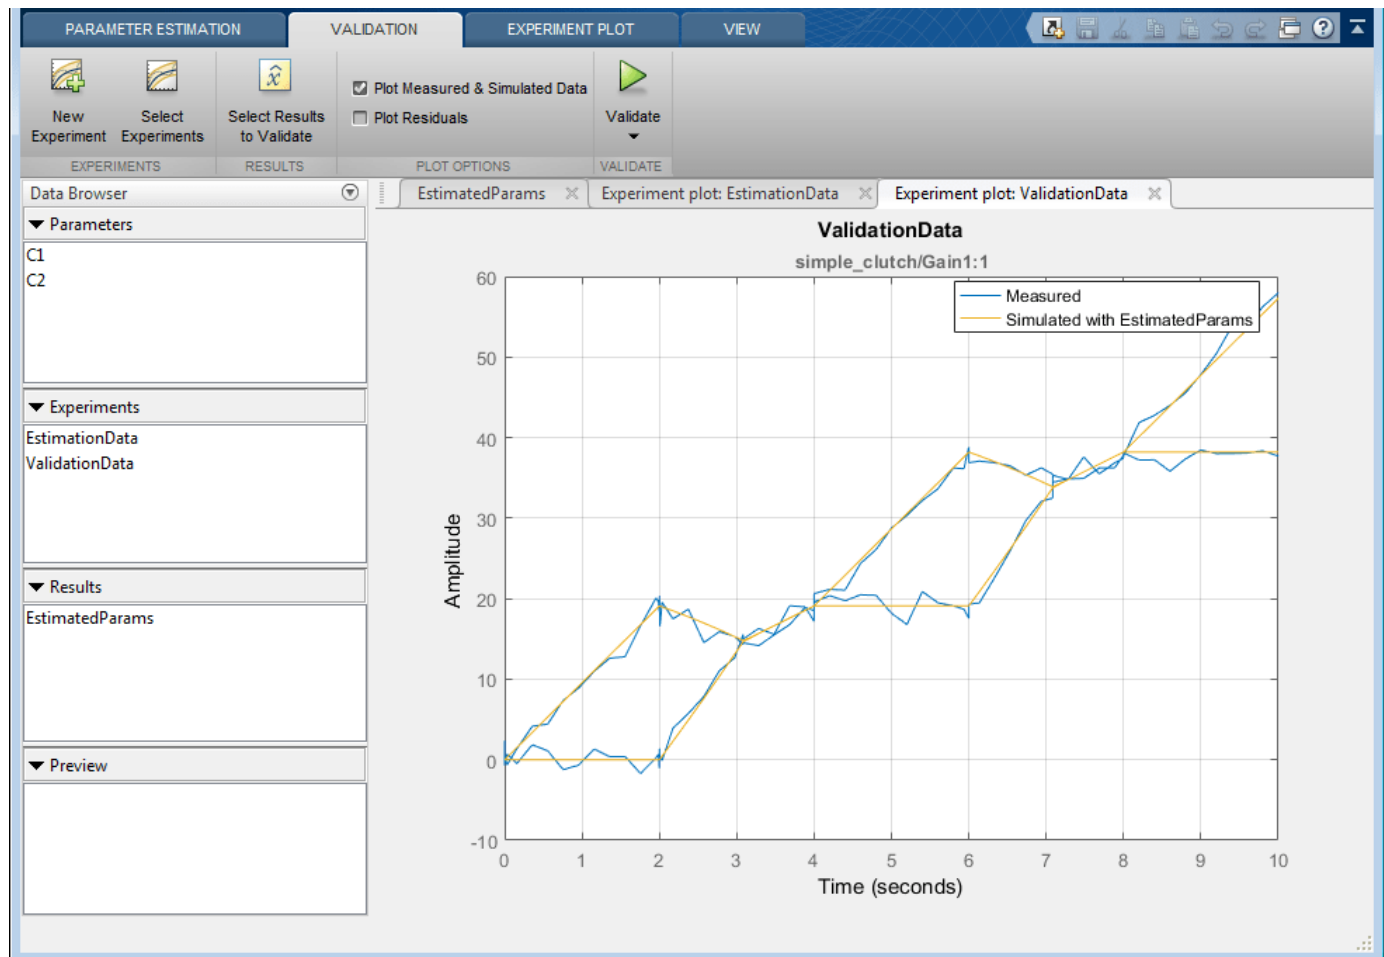 PARAMETER ESTIMATION
VALIDATION
EXPERIMENT PLOT
VIEW
?
New
Experiment
Select
Experiments
x̂
Select Results
to Validate
Plot Measured & Simulated Data
Plot Residuals
Validate
EXPERIMENTS
RESULTS
PLOT OPTIONS
VALIDATE
Data Browser
EstimatedParams
Experiment plot: EstimationData
Experiment plot: ValidationData
Parameters
C1
C2
Experiments
EstimationData
ValidationData
Results
EstimatedParams
Preview
ValidationData
simple_clutch/Gain1:1
Measured
Simulated with EstimatedParams
Amplitude
60
50
40
30
20
10
0
-10
0 1 2 3 4 5 6 7 8 9 10
Time (seconds)